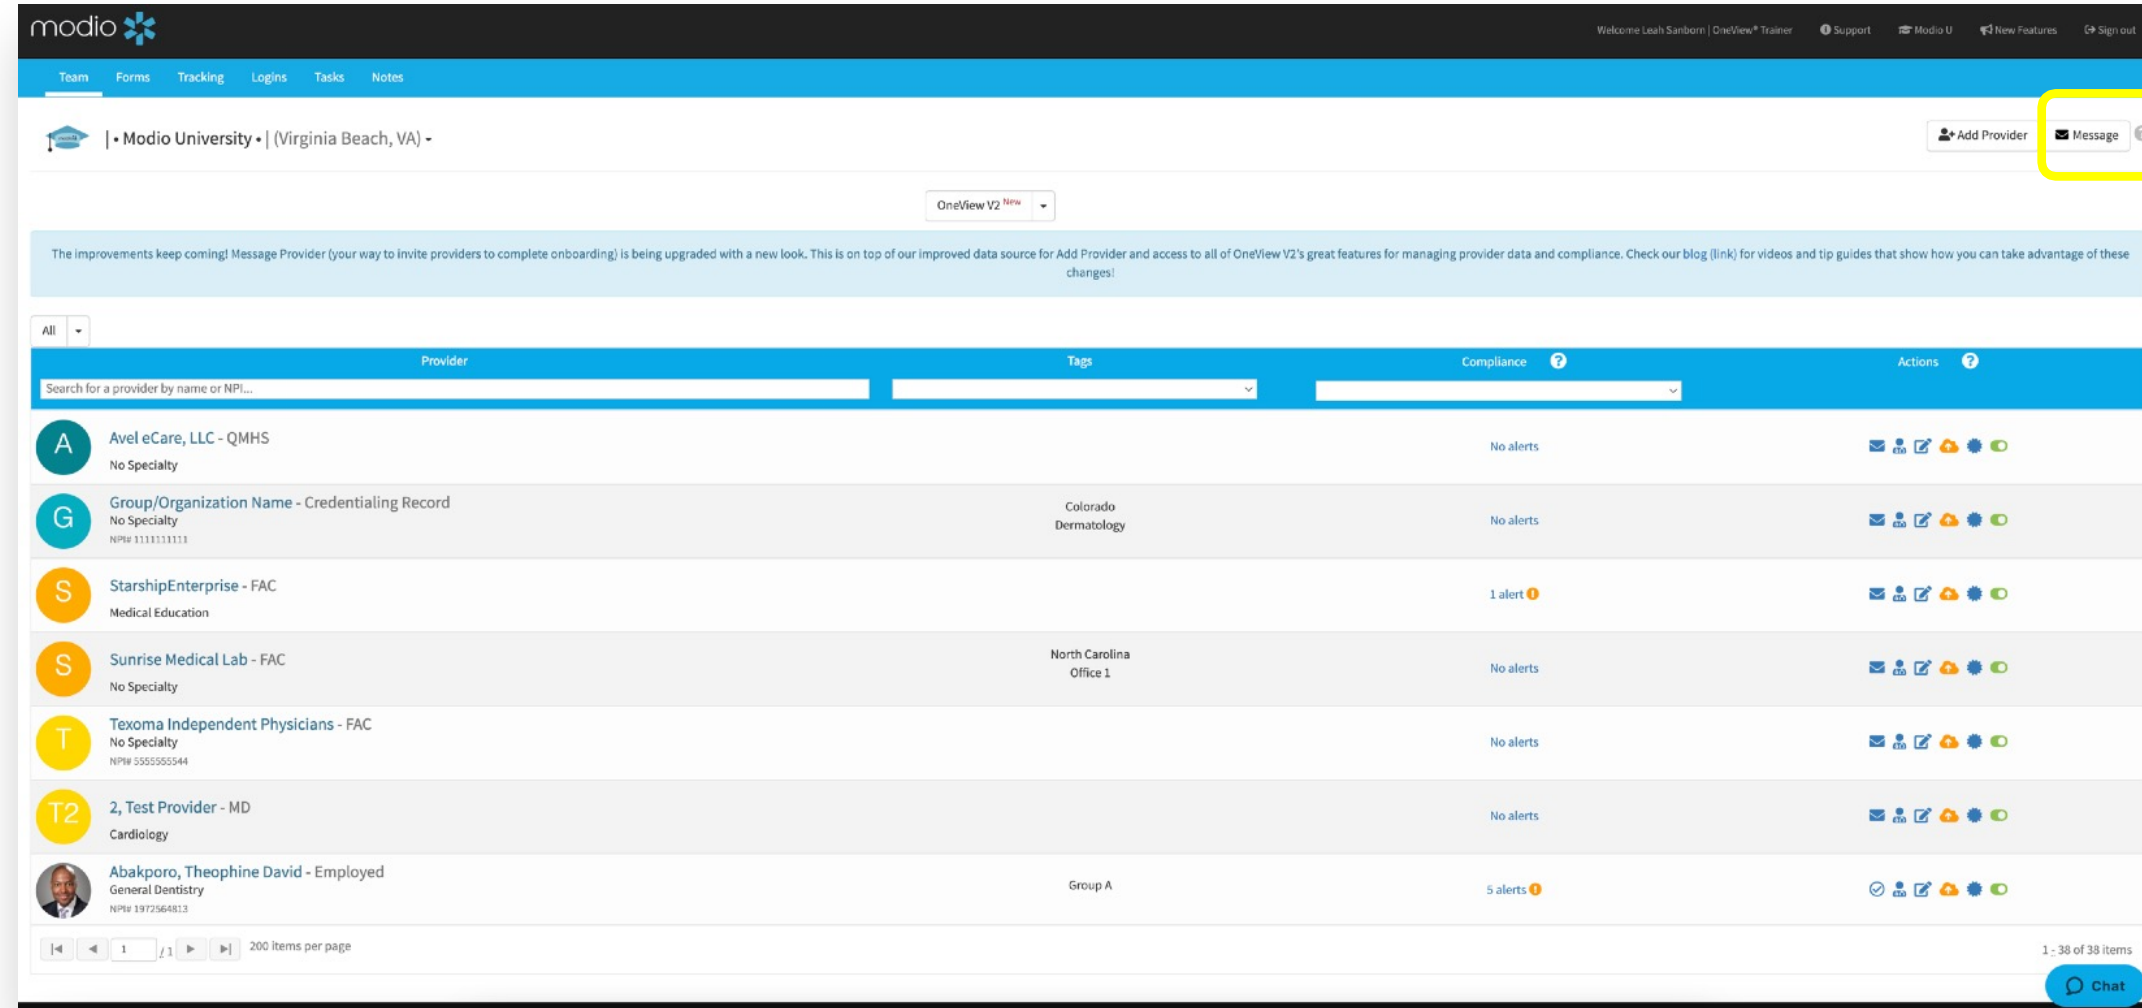 modio
Welcome Leah Sanborn | OneView® Trainer Support Modio U New Features Sign out
Team Forms Tracking Logins Tasks Notes
| • Modio University • | (Virginia Beach, VA)
Add Provider Message
OneView V2 New
The improvements keep coming! Message Provider (your way to invite providers to complete onboarding) is being upgraded with a new look. This is on top of our improved data source for Add Provider and access to all of OneView V2's great features for managing provider data and compliance. Check our blog (link) for videos and tip guides that show how you can take advantage of these
changes!
All
Provider Tags Compliance ? Actions ?
Search for a provider by name or NPI...
A Avel eCare, LLC - QMHS
No Specialty
No alerts
G Group/Organization Name - Credentialing Record
No Specialty
NPI# 1111111111
Colorado
Dermatology
No alerts
S StarshipEnterprise - FAC
Medical Education
1 alert
S Sunrise Medical Lab - FAC
No Specialty
North Carolina
Office 1
No alerts
T Texoma Independent Physicians - FAC
No Specialty
NPI# 5555555544
No alerts
T2 2, Test Provider - MD
Cardiology
No alerts
Abakporo, Theophine David - Employed
General Dentistry
NPI# 1972564813
Group A
5 alerts
1 / 1 200 items per page
1 - 38 of 38 items
Chat